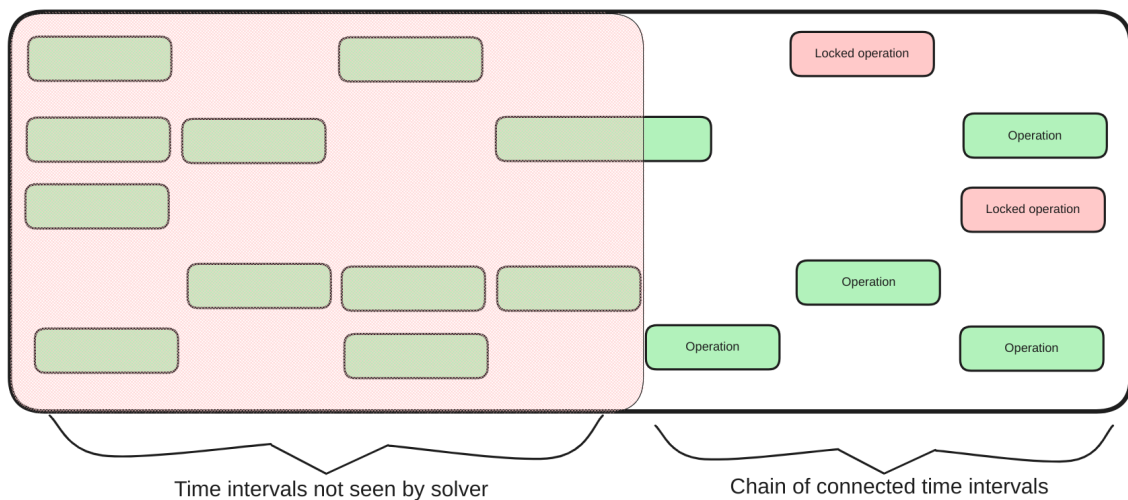 Locked operation
Operation
Locked operation
Operation
Operation
Operation
Time intervals not seen by solver
Chain of connected time intervals